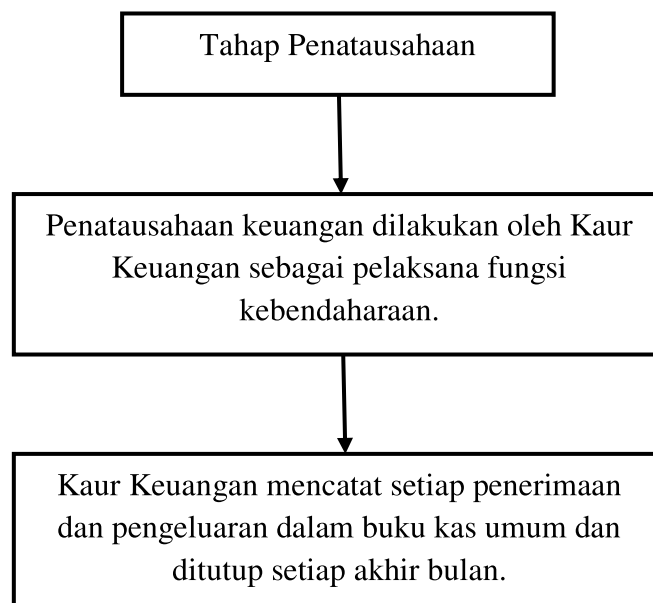 Tahap Penatausahaan
Penatausahaan keuangan dilakukan oleh Kaur
Keuangan sebagai pelaksana fungsi
kebendaharaan.
Kaur Keuangan mencatat setiap penerimaan
dan pengeluaran dalam buku kas umum dan
ditutup setiap akhir bulan.